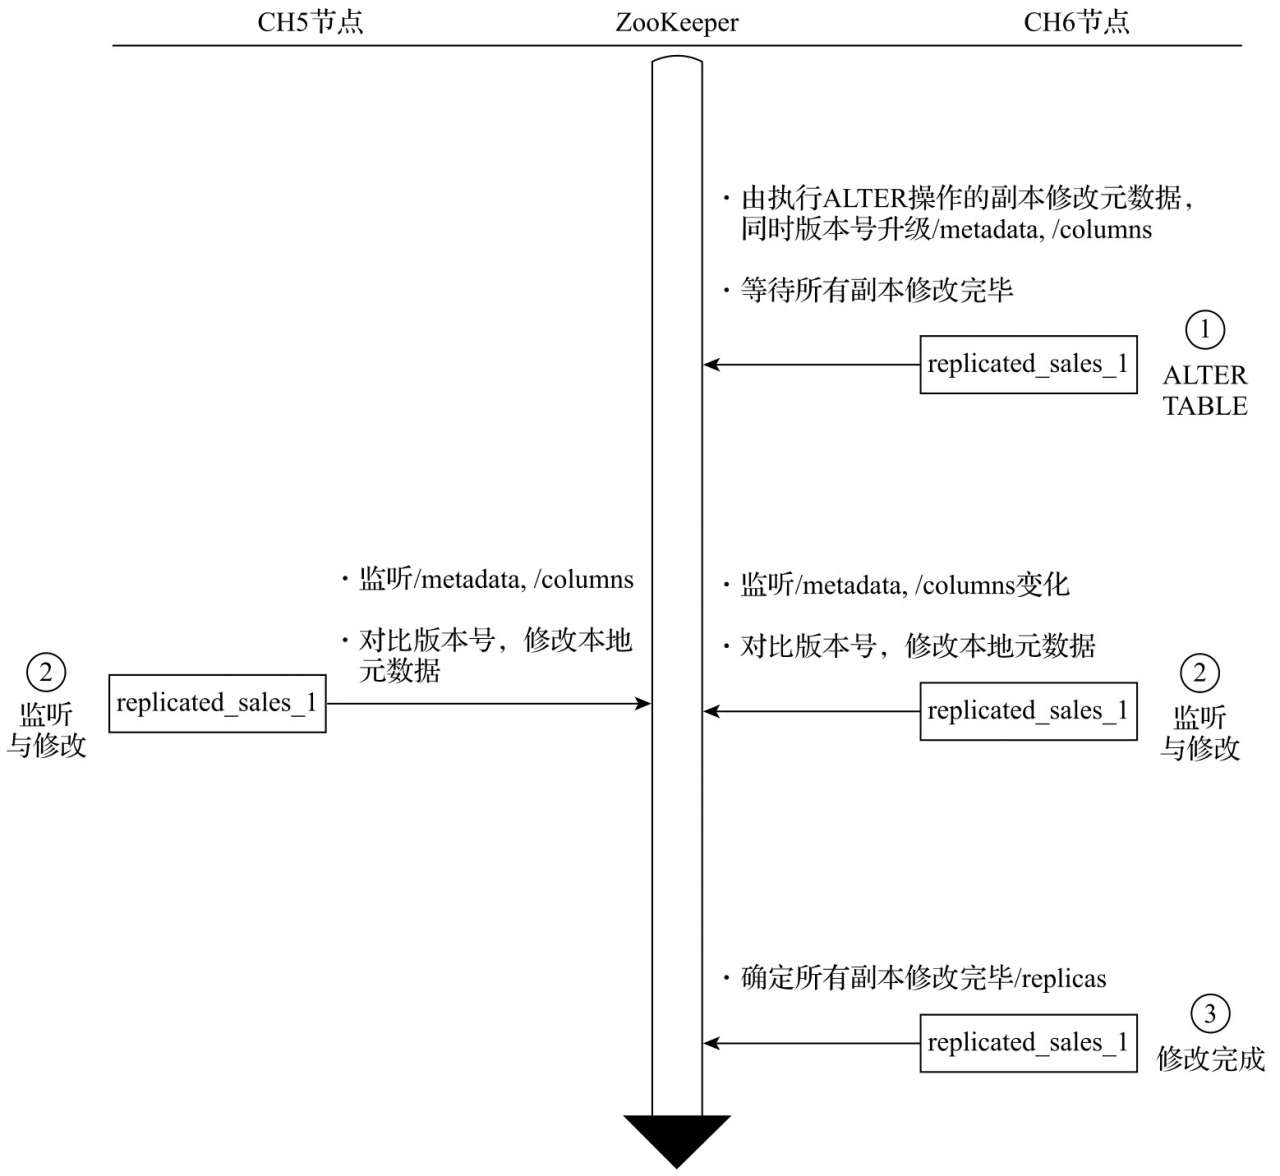 CH5节点
ZooKeeper
CH6节点
· 由执行ALTER操作的副本修改元数据，
同时版本号升级/metadata, /columns
· 等待所有副本修改完毕
①
replicated_sales_1
ALTER
TABLE
· 监听/metadata, /columns
· 对比版本号，修改本地
元数据
②
replicated_sales_1
监听
与修改
· 监听/metadata, /columns变化
· 对比版本号，修改本地元数据
②
replicated_sales_1
监听
与修改
· 确定所有副本修改完毕/replicas
③
replicated_sales_1
修改完成